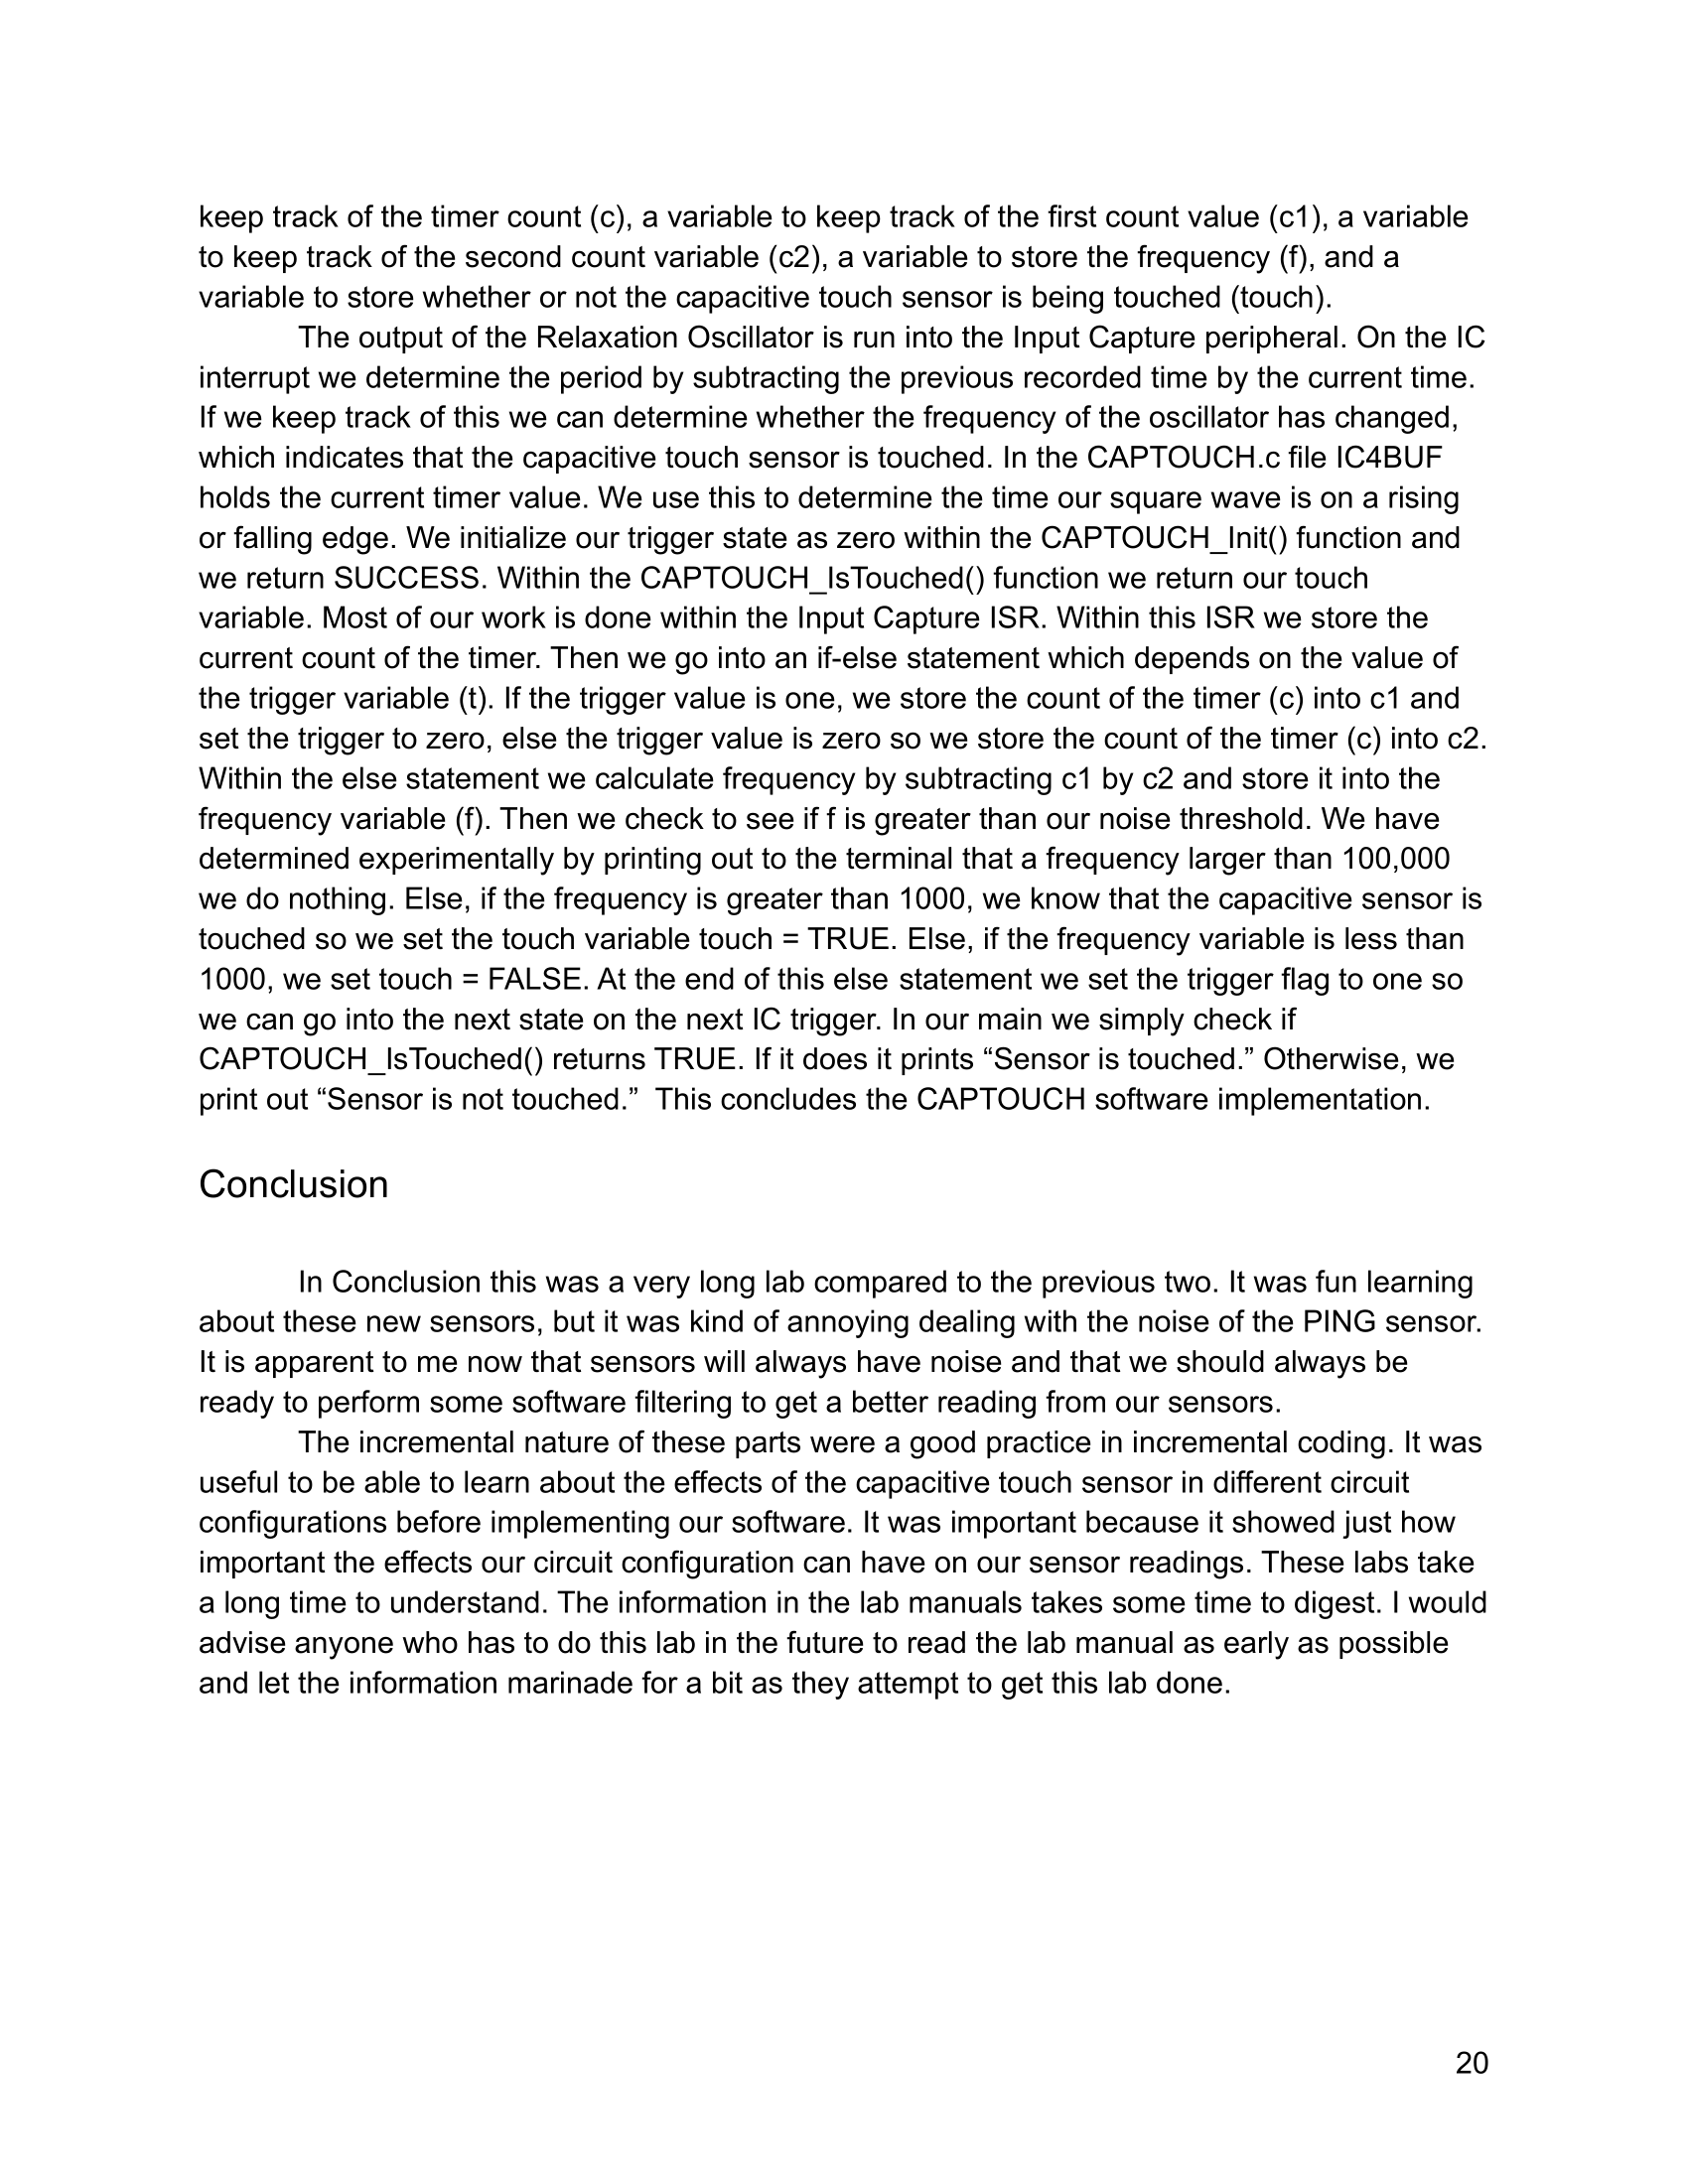 keep track of the timer count (c), a variable to keep track of the first count value (c1), a variable
to keep track of the second count variable (c2), a variable to store the frequency (f), and a
variable to store whether or not the capacitive touch sensor is being touched (touch).
The output of the Relaxation Oscillator is run into the Input Capture peripheral. On the IC
interrupt we determine the period by subtracting the previous recorded time by the current time.
If we keep track of this we can determine whether the frequency of the oscillator has changed,
which indicates that the capacitive touch sensor is touched. In the CAPTOUCH.c file IC4BUF
holds the current timer value. We use this to determine the time our square wave is on a rising
or falling edge. We initialize our trigger state as zero within the CAPTOUCH_Init() function and
we return SUCCESS. Within the CAPTOUCH_IsTouched() function we return our touch
variable. Most of our work is done within the Input Capture ISR. Within this ISR we store the
current count of the timer. Then we go into an if-else statement which depends on the value of
the trigger variable (t). If the trigger value is one, we store the count of the timer (c) into c1 and
set the trigger to zero, else the trigger value is zero so we store the count of the timer (c) into c2.
Within the else statement we calculate frequency by subtracting c1 by c2 and store it into the
frequency variable (f). Then we check to see if f is greater than our noise threshold. We have
determined experimentally by printing out to the terminal that a frequency larger than 100,000
we do nothing. Else, if the frequency is greater than 1000, we know that the capacitive sensor is
touched so we set the touch variable touch = TRUE. Else, if the frequency variable is less than
1000, we set touch = FALSE. At the end of this else statement we set the trigger flag to one so
we can go into the next state on the next IC trigger. In our main we simply check if
CAPTOUCH_IsTouched() returns TRUE. If it does it prints “Sensor is touched.” Otherwise, we
print out “Sensor is not touched.”  This concludes the CAPTOUCH software implementation.
Conclusion
In Conclusion this was a very long lab compared to the previous two. It was fun learning
about these new sensors, but it was kind of annoying dealing with the noise of the PING sensor.
It is apparent to me now that sensors will always have noise and that we should always be
ready to perform some software filtering to get a better reading from our sensors.
The incremental nature of these parts were a good practice in incremental coding. It was
useful to be able to learn about the effects of the capacitive touch sensor in different circuit
configurations before implementing our software. It was important because it showed just how
important the effects our circuit configuration can have on our sensor readings. These labs take
a long time to understand. The information in the lab manuals takes some time to digest. I would
advise anyone who has to do this lab in the future to read the lab manual as early as possible
and let the information marinade for a bit as they attempt to get this lab done.
20